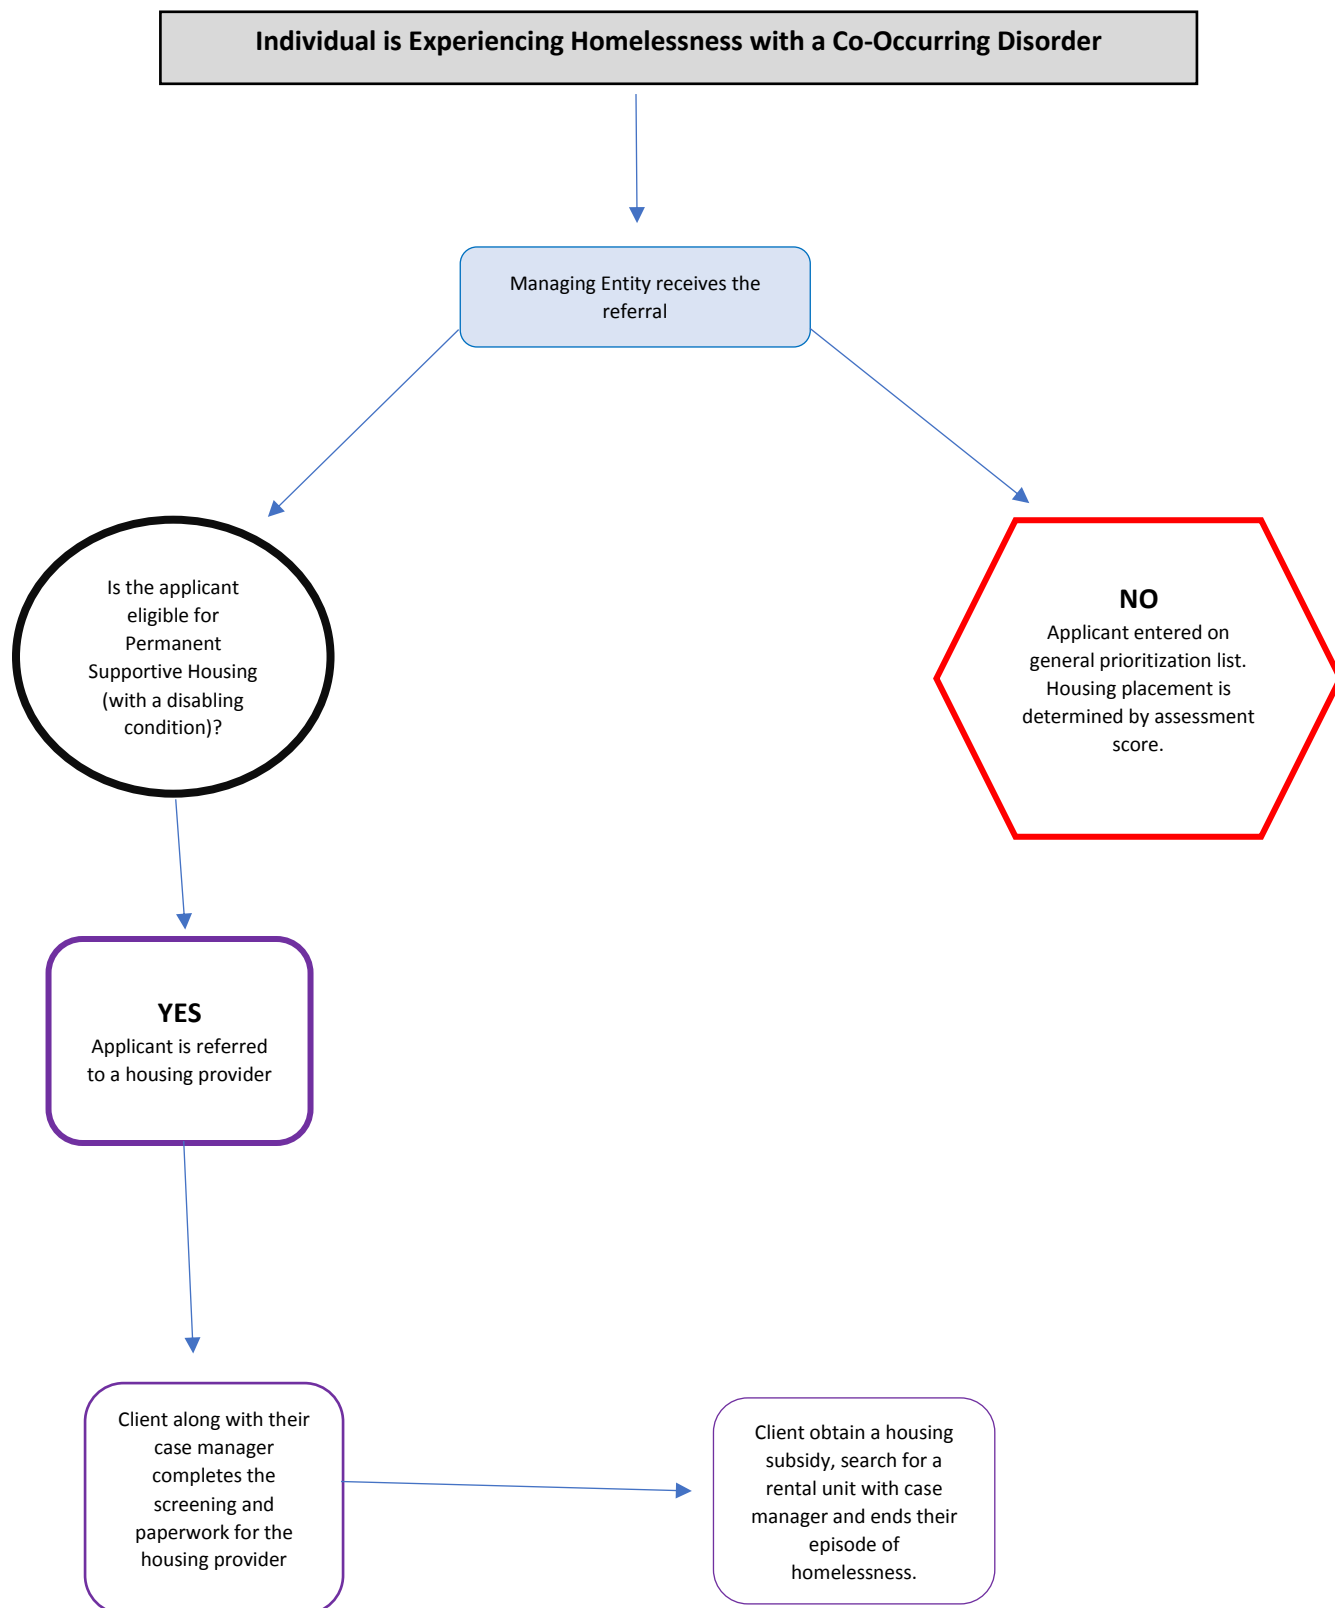 Individual is Experiencing Homelessness with a Co-Occurring Disorder
Managing Entity receives the
referral
Is the applicant
eligible for
Permanent
Supportive Housing
(with a disabling
condition)?
NO
Applicant entered on
general prioritization list.
Housing placement is
determined by assessment
score.
YES
Applicant is referred
to a housing provider
Client along with their
case manager
completes the
screening and
paperwork for the
housing provider
Client obtain a housing
subsidy, search for a
rental unit with case
manager and ends their
episode of
homelessness.